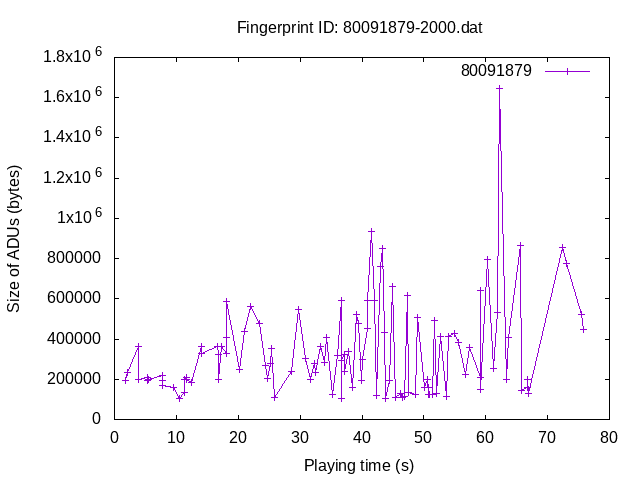 Fingerprint ID: 80091879-2000.dat
1.8x10^6
80091879
1.6x10^6
1.4x10^6
1.2x10^6
1x10^6
800000
600000
400000
200000
0
Size of ADUs (bytes)
0 10 20 30 40 50 60 70 80
Playing time (s)